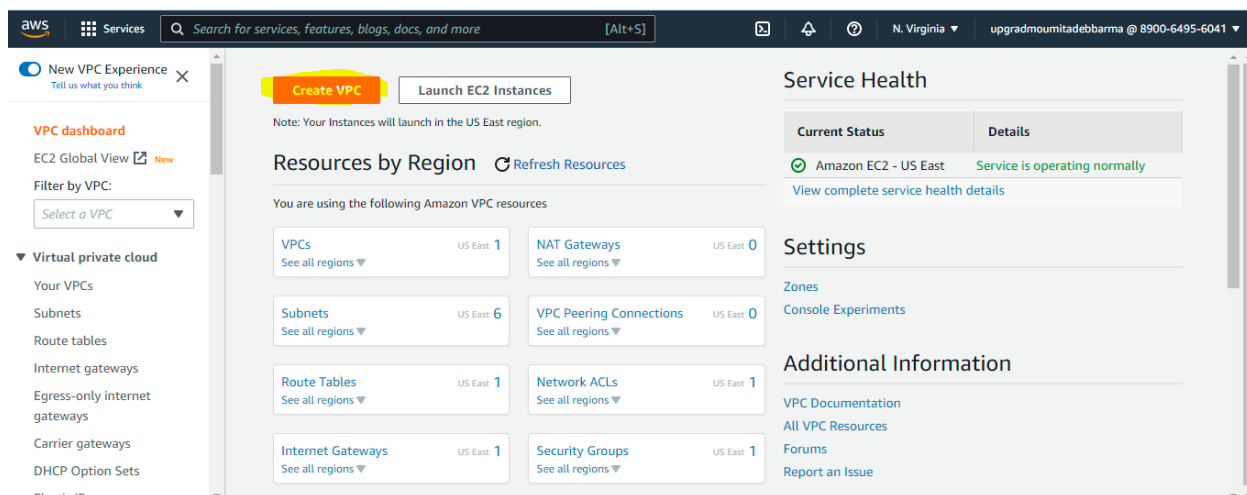 aws
Services
Search for services, features, blogs, docs, and more
[Alt+S]
N. Virginia
upgradmoumitadebbarma @ 8900-6495-6041
New VPC Experience
Tell us what you think
VPC dashboard
EC2 Global View
New
Filter by VPC:
Select a VPC
Virtual private cloud
Your VPCs
Subnets
Route tables
Internet gateways
Egress-only internet
gateways
Carrier gateways
DHCP Option Sets
Create VPC
Launch EC2 Instances
Note: Your Instances will launch in the US East region.
Resources by Region
Refresh Resources
You are using the following Amazon VPC resources
VPCs US East 1
See all regions
NAT Gateways US East 0
See all regions
Subnets US East 6
See all regions
VPC Peering Connections US East 0
See all regions
Route Tables US East 1
See all regions
Network ACLs US East 1
See all regions
Internet Gateways US East 1
See all regions
Security Groups US East 1
See all regions
Service Health
Current Status Details
Amazon EC2 - US East Service is operating normally
View complete service health details
Settings
Zones
Console Experiments
Additional Information
VPC Documentation
All VPC Resources
Forums
Report an Issue